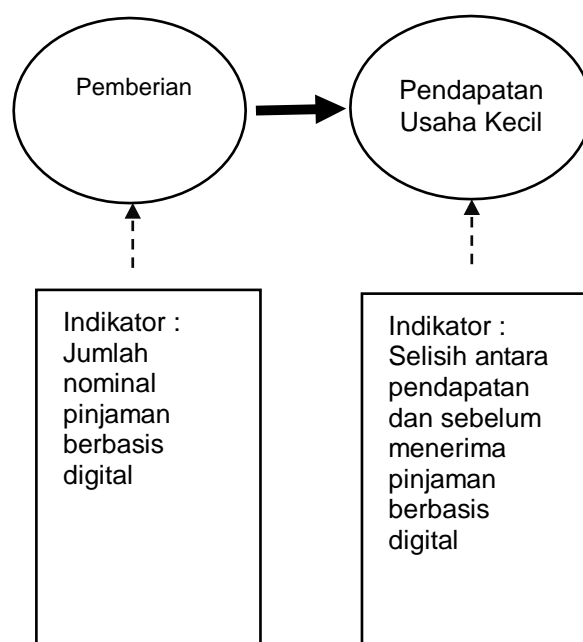 Pemberian
Pendapatan
Usaha Kecil
Indikator :
Jumlah
nominal
pinjaman
berbasis
digital
Indikator :
Selisih antara
pendapatan
dan sebelum
menerima
pinjaman
berbasis
digital